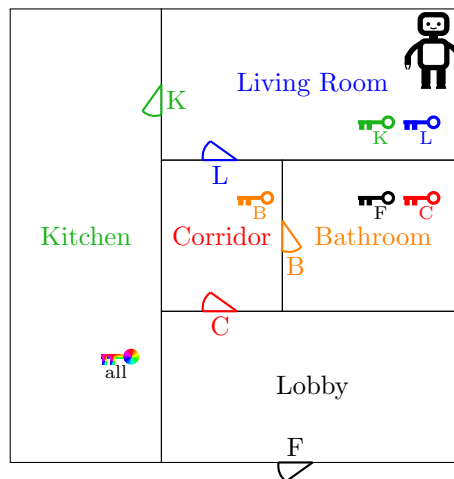 K
Living Room
K
L
L
B
F
C
Kitchen
Corridor
Bathroom
B
C
all
Lobby
F